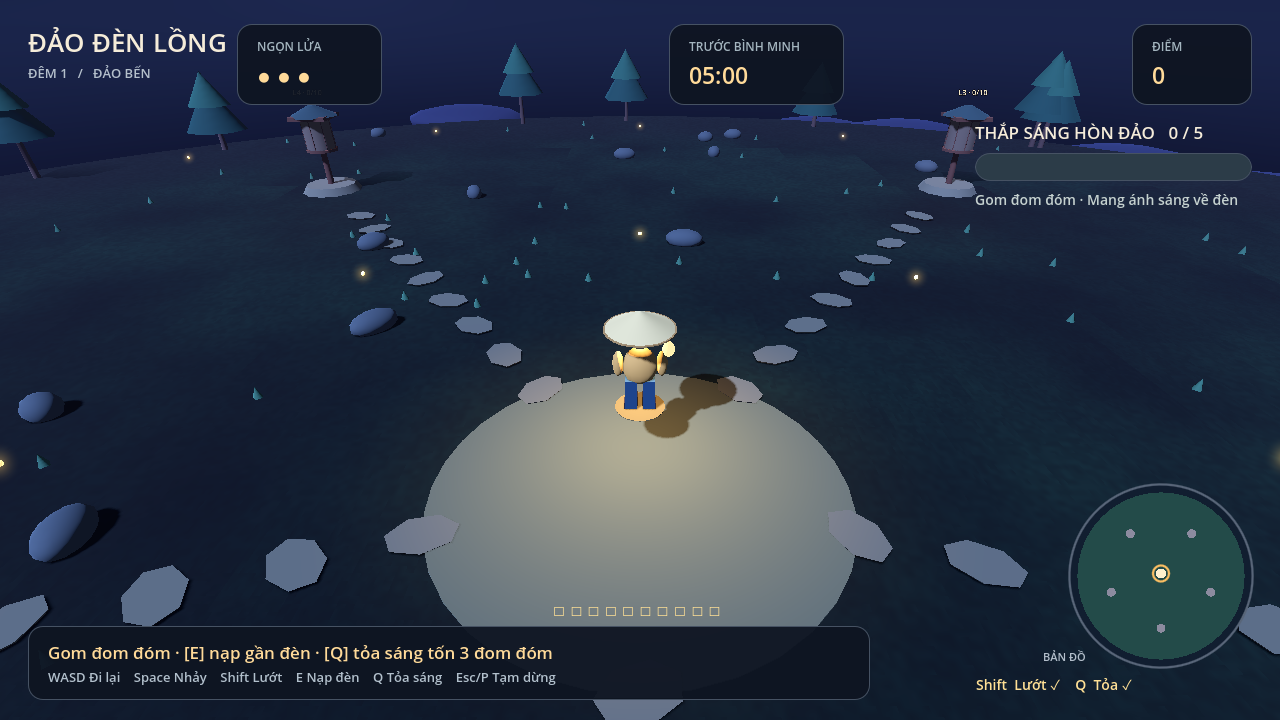 ĐẢO ĐÈN LỒNG
ĐÊM 1 / ĐẢO BẾN
NGỌN LỬA
TRƯỚC BÌNH MINH
05:00
ĐIỂM
0
THẮP SÁNG HÒN ĐẢO 0 / 5
Gom đom đóm · Mang ánh sáng về đèn
Gom đom đóm · [E] nạp gần đèn · [Q] tỏa sáng tốn 3 đom đóm
WASD Đi lại Space Nhảy Shift Lướt E Nạp đèn Q Tỏa sáng Esc/P Tạm dừng
BẢN ĐỒ
Shift Lướt ✓ Q Tỏa ✓